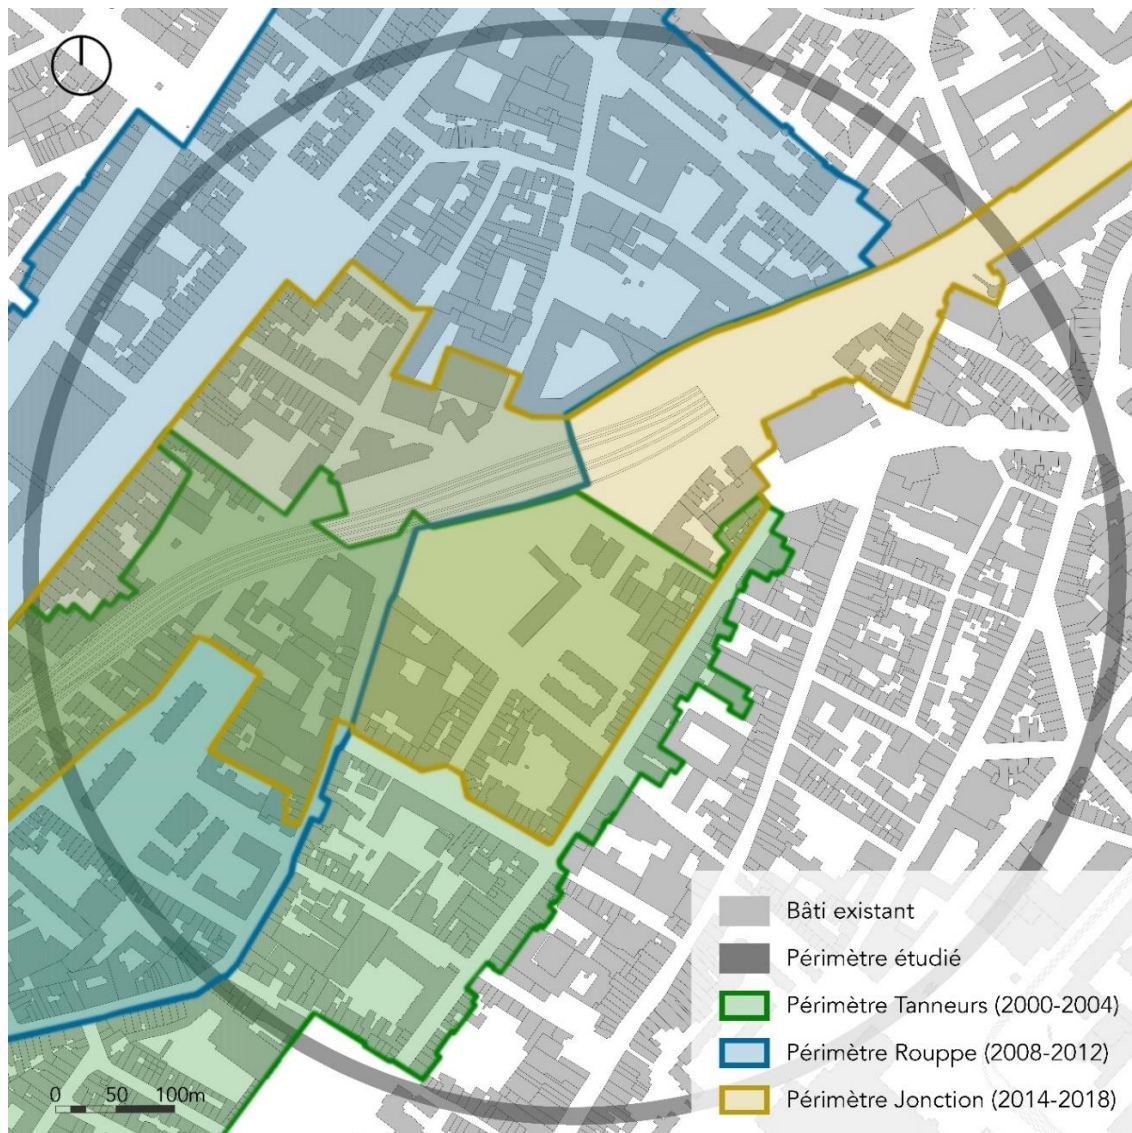 Bâti existant
Périmètre étudié
Périmètre Tanneurs (2000-2004)
Périmètre Rouppe (2008-2012)
Périmètre Jonction (2014-2018)
0 50 100m